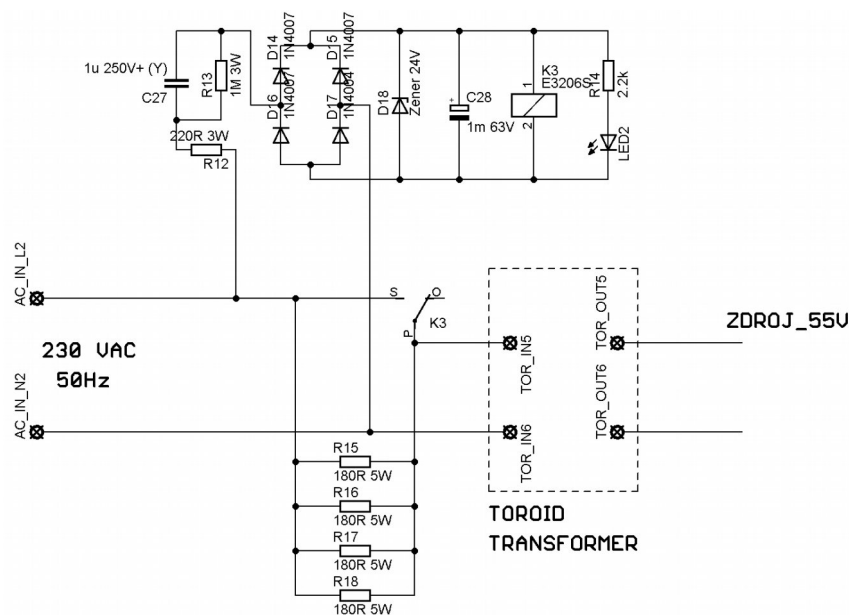 D14
1N4007
D15
1N4007
1u 250V+ (Y)
C27
R13
1M 3W
D16
1N4007
D17
1N4004
D18
Zener 24V
+
C28
1m 63V
1
K3
E3206S
2
R14
2.2k
LED2
220R 3W
R12
AC_IN_L2
S
O
P
K3
230 VAC
50Hz
AC_IN_N2
TOR_IN5
TOR_OUT5
ZDROJ_55V
TOR_IN6
TOR_OUT6
R15
180R 5W
R16
180R 5W
R17
180R 5W
R18
180R 5W
TOROID
TRANSFORMER